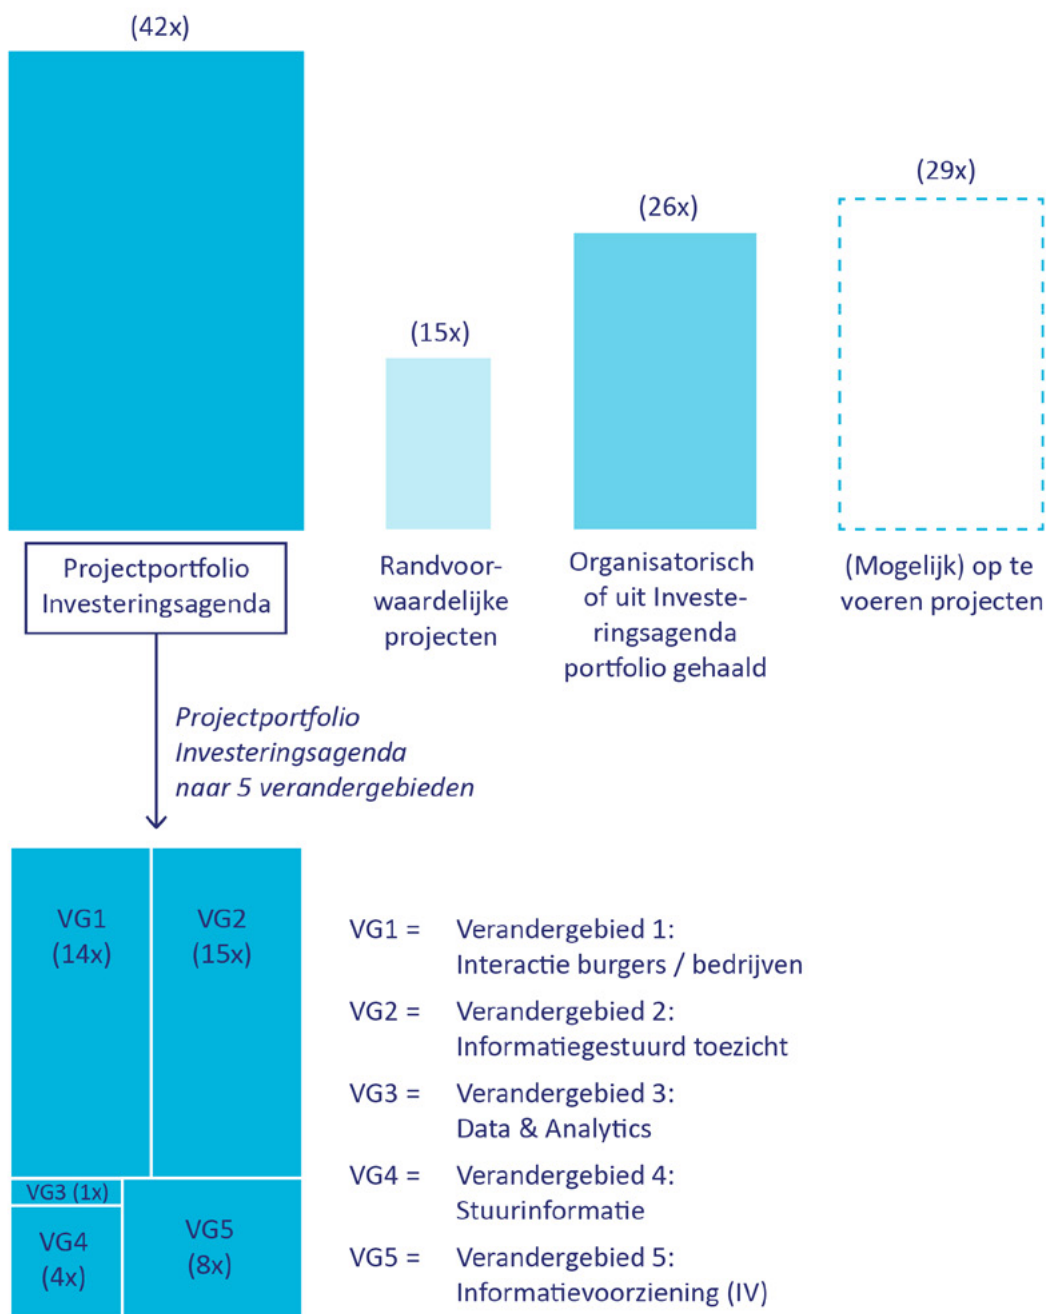 (42x)
(29x)
(26x)
(15x)
Projectportfolio
Investeringsagenda
Randvoor-
waardelijke
projecten
Organisatorisch
of uit Investe-
ringsagenda
portfolio gehaald
(Mogelijk) op te
voeren projecten
Projectportfolio
Investeringsagenda
naar 5 verandergebieden
VG1
(14x)
VG2
(15x)
VG3 (1x)
VG4
(4x)
VG5
(8x)
VG1 = Verandergebied 1:
Interactie burgers / bedrijven
VG2 = Verandergebied 2:
Informatiegestuurd toezicht
VG3 = Verandergebied 3:
Data & Analytics
VG4 = Verandergebied 4:
Stuurinformatie
VG5 = Verandergebied 5:
Informatievoorziening (IV)